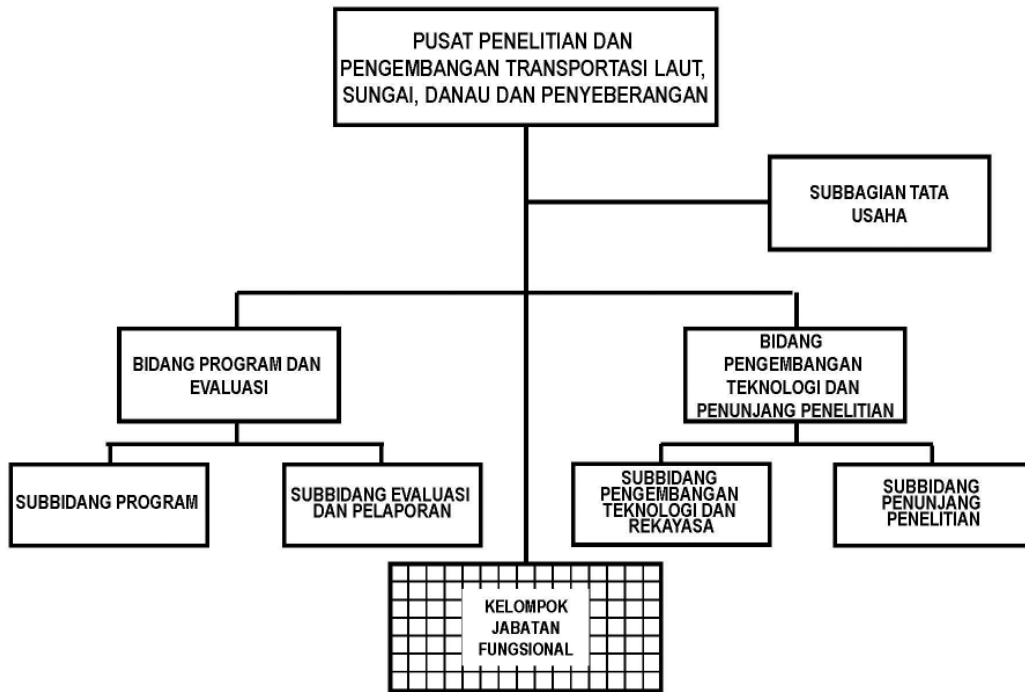 PUSAT PENELITIAN DAN
PENGEMBANGAN TRANSPORTASI LAUT,
SUNGAI, DANAU DAN PENYEBERANGAN
SUBBAGIAN TATA
USAHA
BIDANG PROGRAM DAN
EVALUASI
BIDANG
PENGEMBANGAN
TEKNOLOGI DAN
PENUNJANG PENELITIAN
SUBBIDANG PROGRAM
SUBBIDANG EVALUASI
DAN PELAPORAN
SUBBIDANG
PENGEMBANGAN
TEKNOLOGI DAN
REKAYASA
SUBBIDANG
PENUNJANG
PENELITIAN
KELOMPOK
JABATAN
FUNGSIONAL